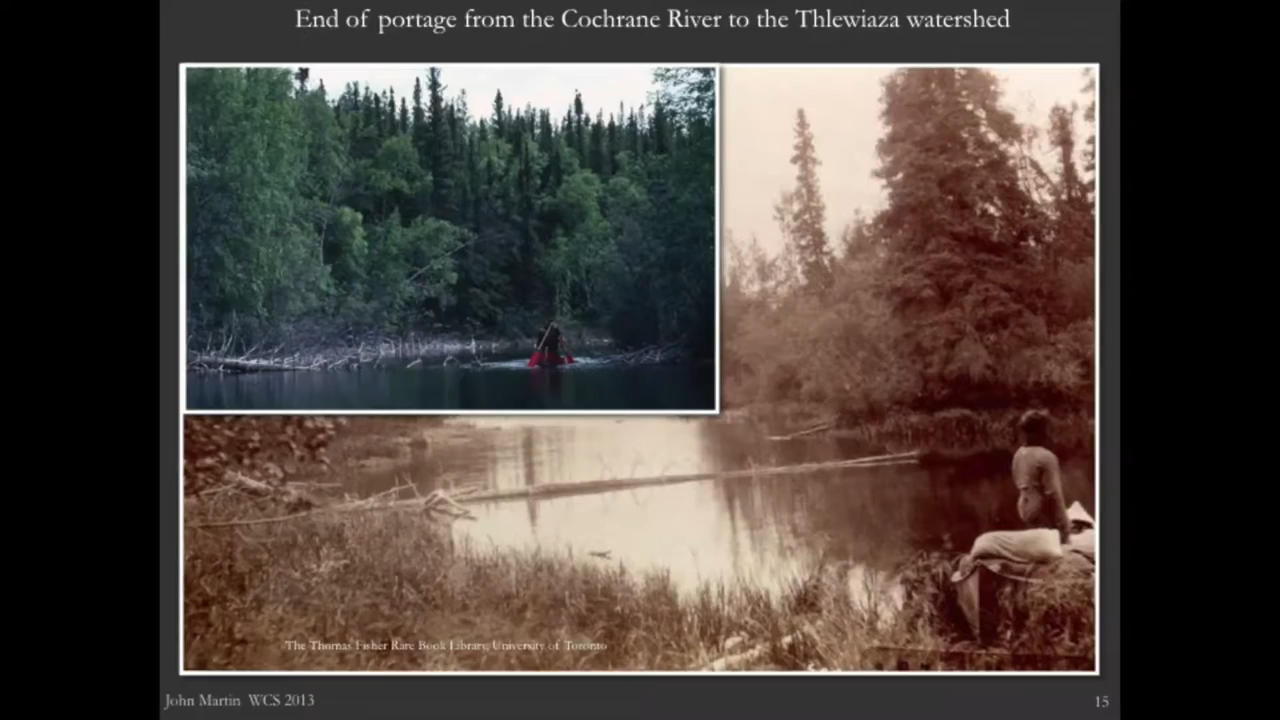 End of portage from the Cochrane River to the Thlewiaza watershed
The Thomas Fisher Rare Book Library, University of Toronto
John Martin WCS 2013
15